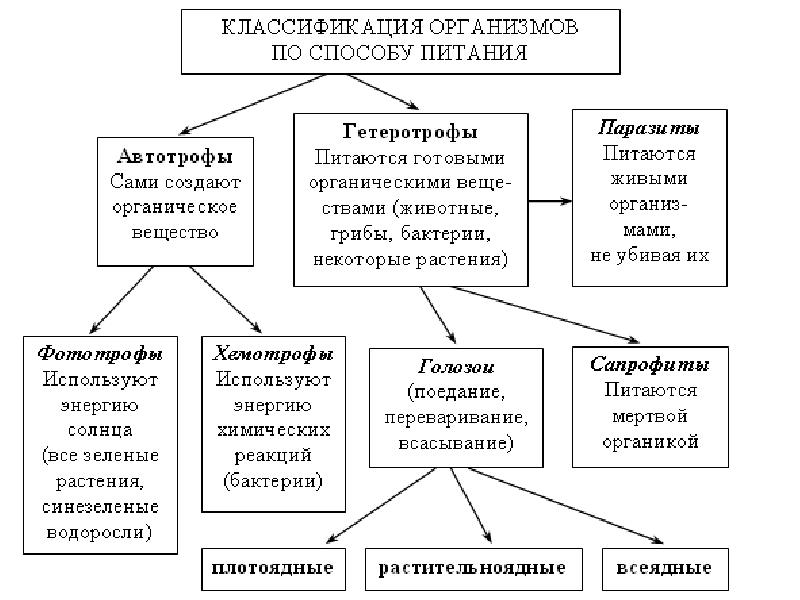 КЛАССИФИКАЦИЯ ОРГАНИЗМОВ
ПО СПОСОБУ ПИТАНИЯ
Автотрофы
Сами создают
органическое
вещество
Гетеротрофы
Питаются готовыми
органическими веще-
ствами (животные,
грибы, бактерии,
некоторые растения)
Паразиты
Питаются
живыми
организ-
мами,
не убивая их
Фототрофы
Используют
энергию
солнца
(все зеленые
растения,
синезеленые
водоросли)
Хемотрофы
Используют
энергию
химических
реакций
(бактерии)
Голозои
(поедание,
переваривание,
всасывание)
Сапрофиты
Питаются
мертвой
органикой
плотоядные
растительноядные
всеядные